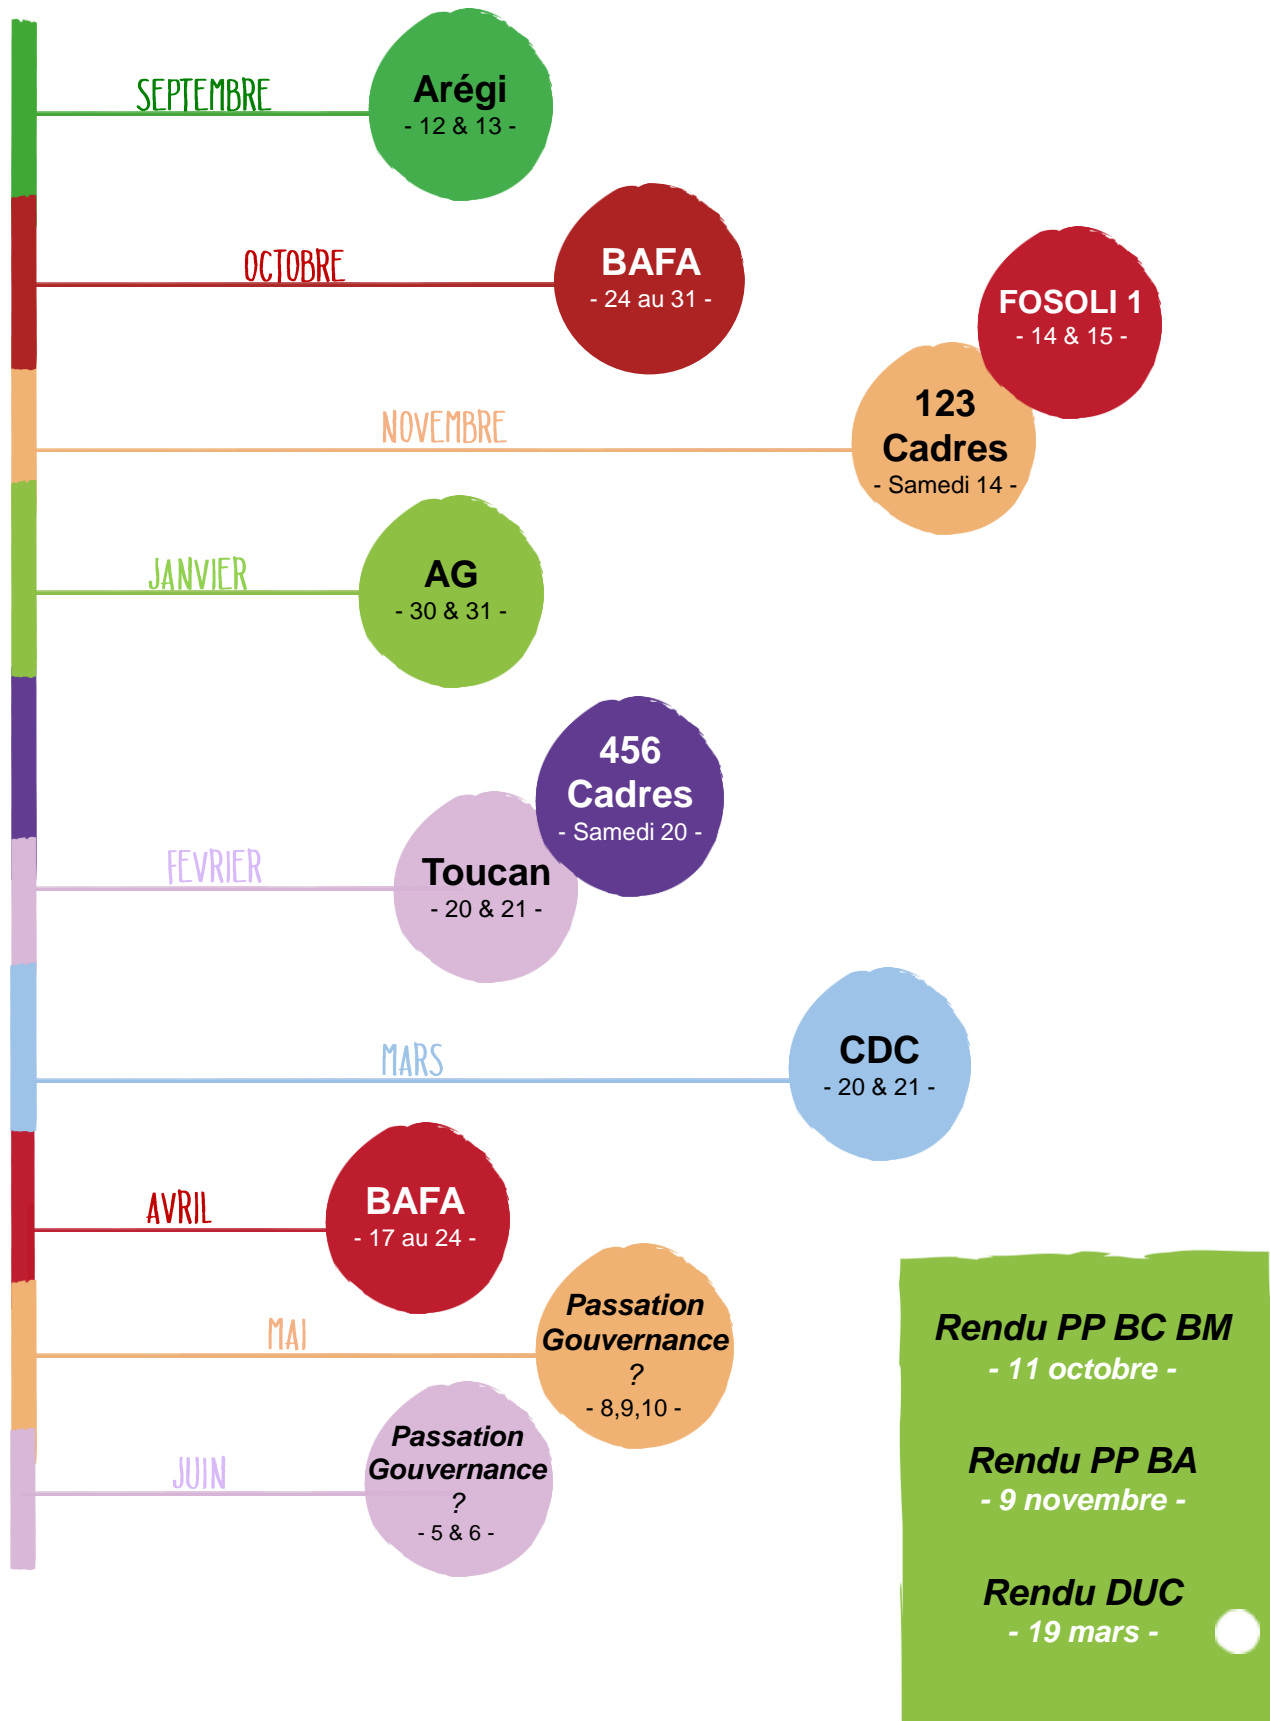 SEPTEMBRE
Arégi
- 12 & 13 -
OCTOBRE
BAFA
- 24 au 31 -
FOSOLI 1
- 14 & 15 -
NOVEMBRE
123
Cadres
- Samedi 14 -
JANVIER
AG
- 30 & 31 -
456
Cadres
- Samedi 20 -
FEVRIER
Toucan
- 20 & 21 -
MARS
CDC
- 20 & 21 -
AVRIL
BAFA
- 17 au 24 -
MAI
Passation
Gouvernance
?
- 8,9,10 -
JUIN
Passation
Gouvernance
?
- 5 & 6 -
Rendu PP BC BM
- 11 octobre -
Rendu PP BA
- 9 novembre -
Rendu DUC
- 19 mars -